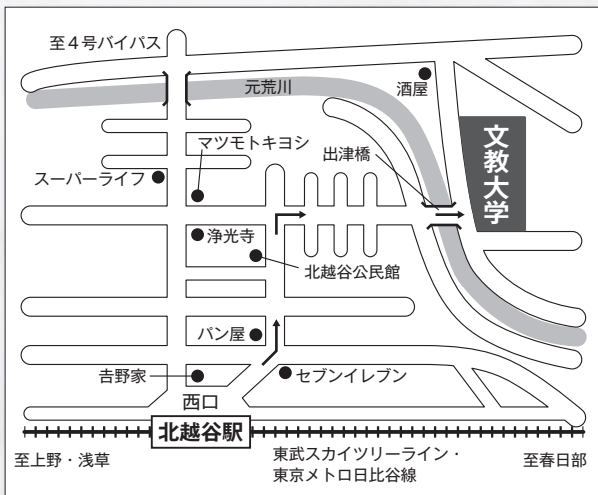 至４号バイパス
元荒川
酒屋
マツモトキヨシ
出津橋
文教大学
スーパーライフ
浄光寺
北越谷公民館
パン屋
𠮷野家
セブンイレブン
西口
北越谷駅
至上野・浅草
東武スカイツリーライン・
東京メトロ日比谷線
至春日部